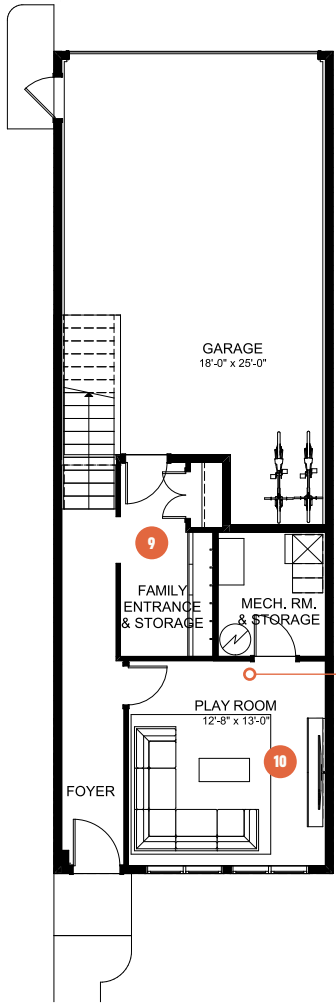 GARAGE
18'-0" x 25'-0"
9
FAMILY
ENTRANCE
& STORAGE
MECH. RM.
& STORAGE
PLAY ROOM
12'-8" x 13'-0"
10
FOYER